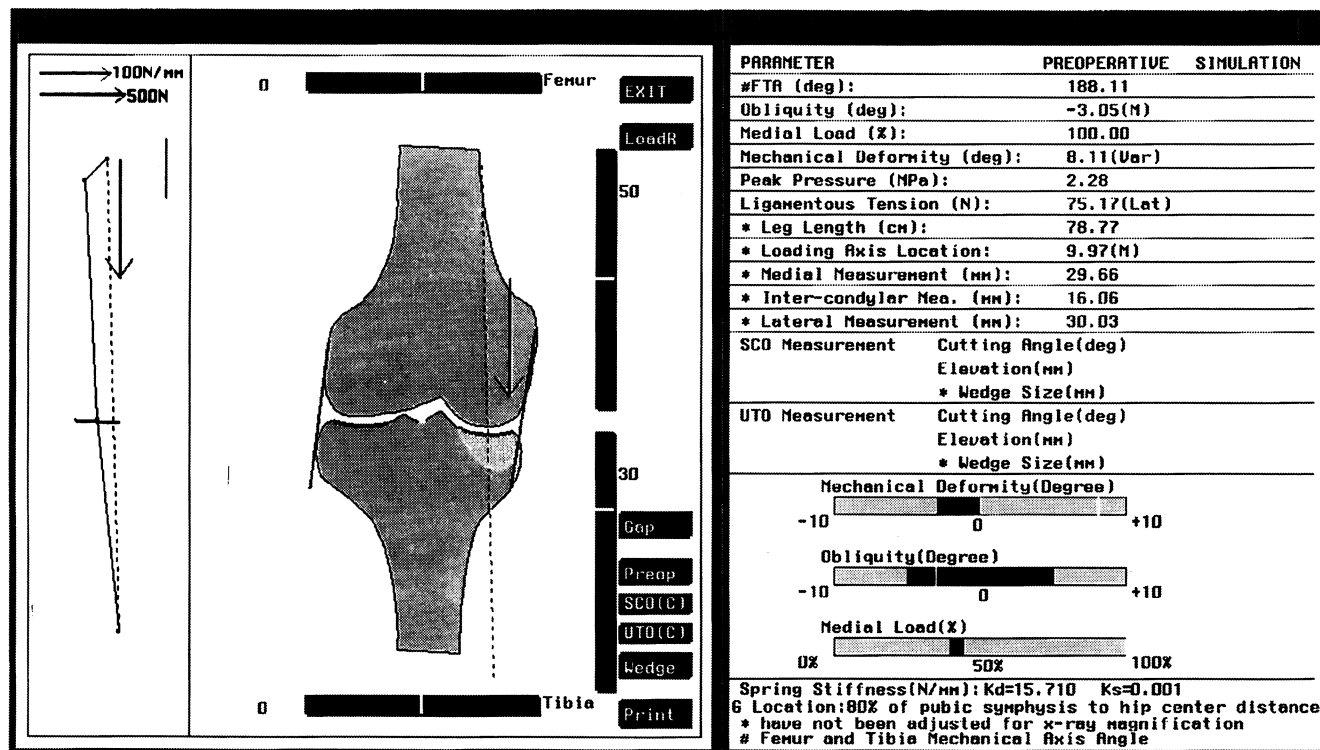 100N/mm
500N
0
Femur
EXIT
LoadR
50
30
Gap
Preop
SCO(C)
UTO(C)
Wedge
0
Tibia
Print
PARAMETER PREOPERATIVE SIMULATION
#FTA (deg): 188.11
Obliquity (deg): -3.05(M)
Medial Load (%): 100.00
Mechanical Deformity (deg): 8.11(Var)
Peak Pressure (MPa): 2.28
Ligamentous Tension (N): 75.17(Lat)
* Leg Length (cm): 78.77
* Loading Axis Location: 9.97(M)
* Medial Measurement (mm): 29.66
* Inter-condylar Mea. (mm): 16.06
* Lateral Measurement (mm): 30.03
SCO Measurement Cutting Angle(deg)
Elevation(mm)
* Wedge Size(mm)
UTO Measurement Cutting Angle(deg)
Elevation(mm)
* Wedge Size(mm)
Mechanical Deformity(Degree)
-10 0 +10
Obliquity(Degree)
-10 0 +10
Medial Load(%)
0% 50% 100%
Spring Stiffness(N/mm):Kd=15.710 Ks=0.001
G Location:80% of pubic symphysis to hip center distance
* have not been adjusted for x-ray magnification
# Femur and Tibia Mechanical Axis Angle